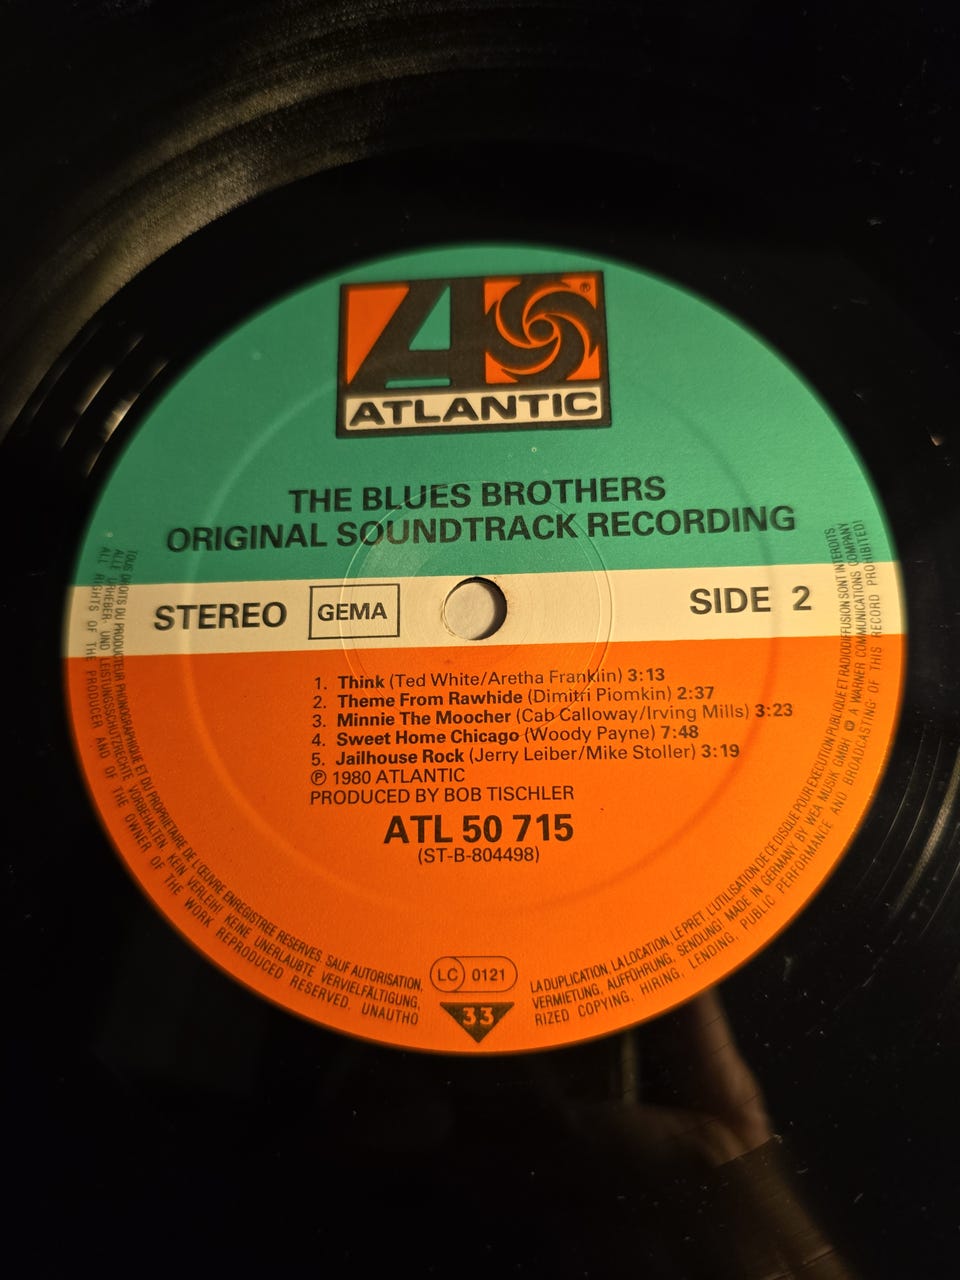 ®
ATLANTIC
THE BLUES BROTHERS
ORIGINAL SOUNDTRACK RECORDING
STEREO GEMA SIDE 2
1. Think (Ted White/Aretha Franklin) 3:13
2. Theme From Rawhide (Dimitri Piomkin) 2:37
3. Minnie The Moocher (Cab Calloway/Irving Mills) 3:23
4. Sweet Home Chicago (Woody Payne) 7:48
5. Jailhouse Rock (Jerry Leiber/Mike Stoller) 3:19
℗ 1980 ATLANTIC
PRODUCED BY BOB TISCHLER
ATL 50 715
(ST-B-804498)
TOUS DROITS DU PRODUCTEUR PHONOGRAPHIQUE ET DU PROPRIETAIRE DE L'ŒUVRE ENREGISTREE RESERVES. SAUF AUTORISATION, LA DUPLICATION, LA LOCATION, LE PRET, L'UTILISATION DE CE DISQUE POUR EXECUTION PUBLIQUE ET RADIODIFFUSION SONT INTERDITS
ALLE URHEBER- UND LEISTUNGSSCHUTZRECHTE VORBEHALTEN. KEIN VERLEIH! KEINE UNERLAUBTE VERVIELFÄLTIGUNG, VERMIETUNG, AUFFÜHRUNG, SENDUNG! MADE IN GERMANY BY WEA MUSIK GMBH A WARNER COMMUNICATIONS COMPANY
ALL RIGHTS OF THE PRODUCER AND OF THE OWNER OF THE WORK REPRODUCED RESERVED. UNAUTHO RIZED COPYING, HIRING, LENDING, PUBLIC PERFORMANCE AND BROADCASTING OF THIS RECORD PROHIBITED!
LC 0121
33